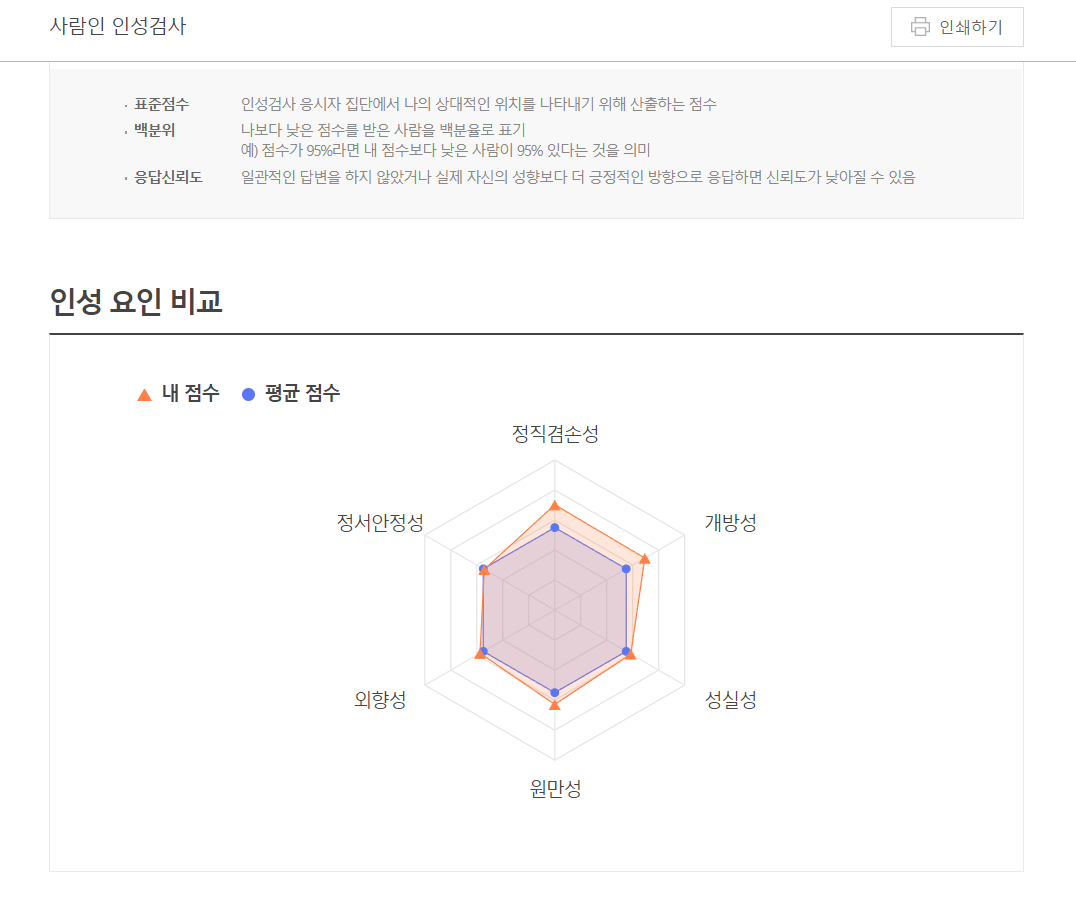 사람인 인성검사
인쇄하기
· 표준점수 인성검사 응시자 집단에서 나의 상대적인 위치를 나타내기 위해 산출하는 점수
· 백분위 나보다 낮은 점수를 받은 사람을 백분율로 표기
예) 점수가 95%라면 내 점수보다 낮은 사람이 95% 있다는 것을 의미
· 응답신뢰도 일관적인 답변을 하지 않았거나 실제 자신의 성향보다 더 긍정적인 방향으로 응답하면 신뢰도가 낮아질 수 있음
인성 요인 비교
내 점수 평균 점수
정직겸손성
정서안정성 개방성
외향성 성실성
원만성